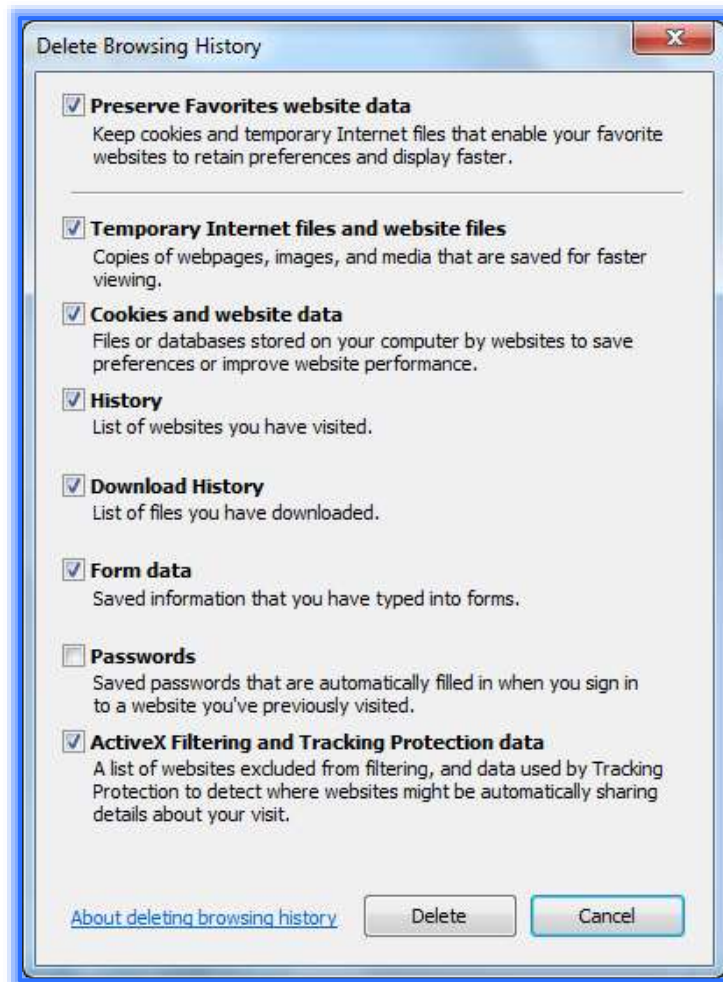 Delete Browsing History
Preserve Favorites website data
Keep cookies and temporary Internet files that enable your favorite
websites to retain preferences and display faster.
Temporary Internet files and website files
Copies of webpages, images, and media that are saved for faster
viewing.
Cookies and website data
Files or databases stored on your computer by websites to save
preferences or improve website performance.
History
List of websites you have visited.
Download History
List of files you have downloaded.
Form data
Saved information that you have typed into forms.
Passwords
Saved passwords that are automatically filled in when you sign in
to a website you've previously visited.
ActiveX Filtering and Tracking Protection data
A list of websites excluded from filtering, and data used by Tracking
Protection to detect where websites might be automatically sharing
details about your visit.
About deleting browsing history Delete Cancel